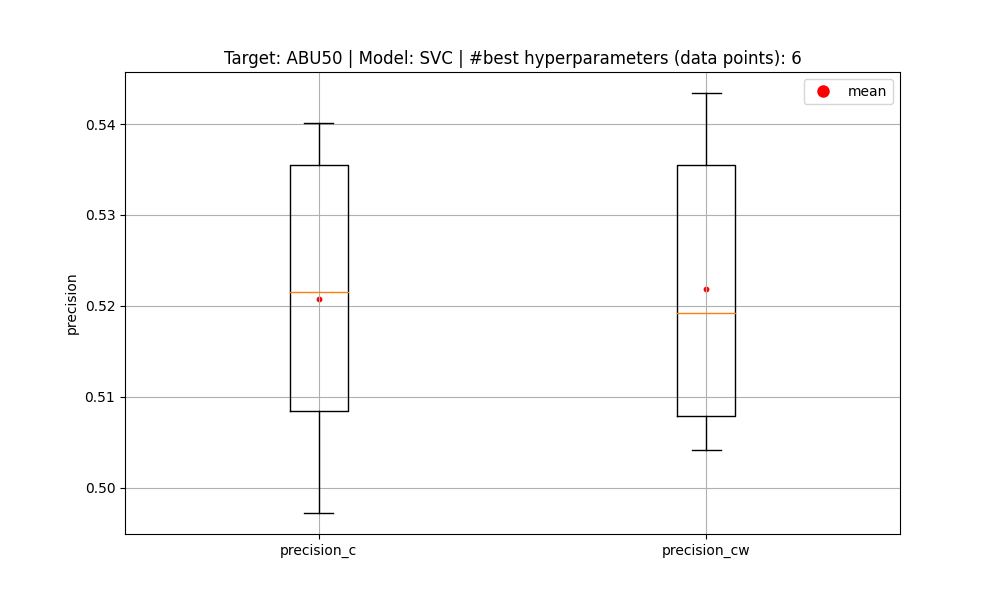 Target: ABU50 | Model: SVC | #best hyperparameters (data points): 6
mean
0.54
0.53
0.52
0.51
0.50
precision
precision_c
precision_cw